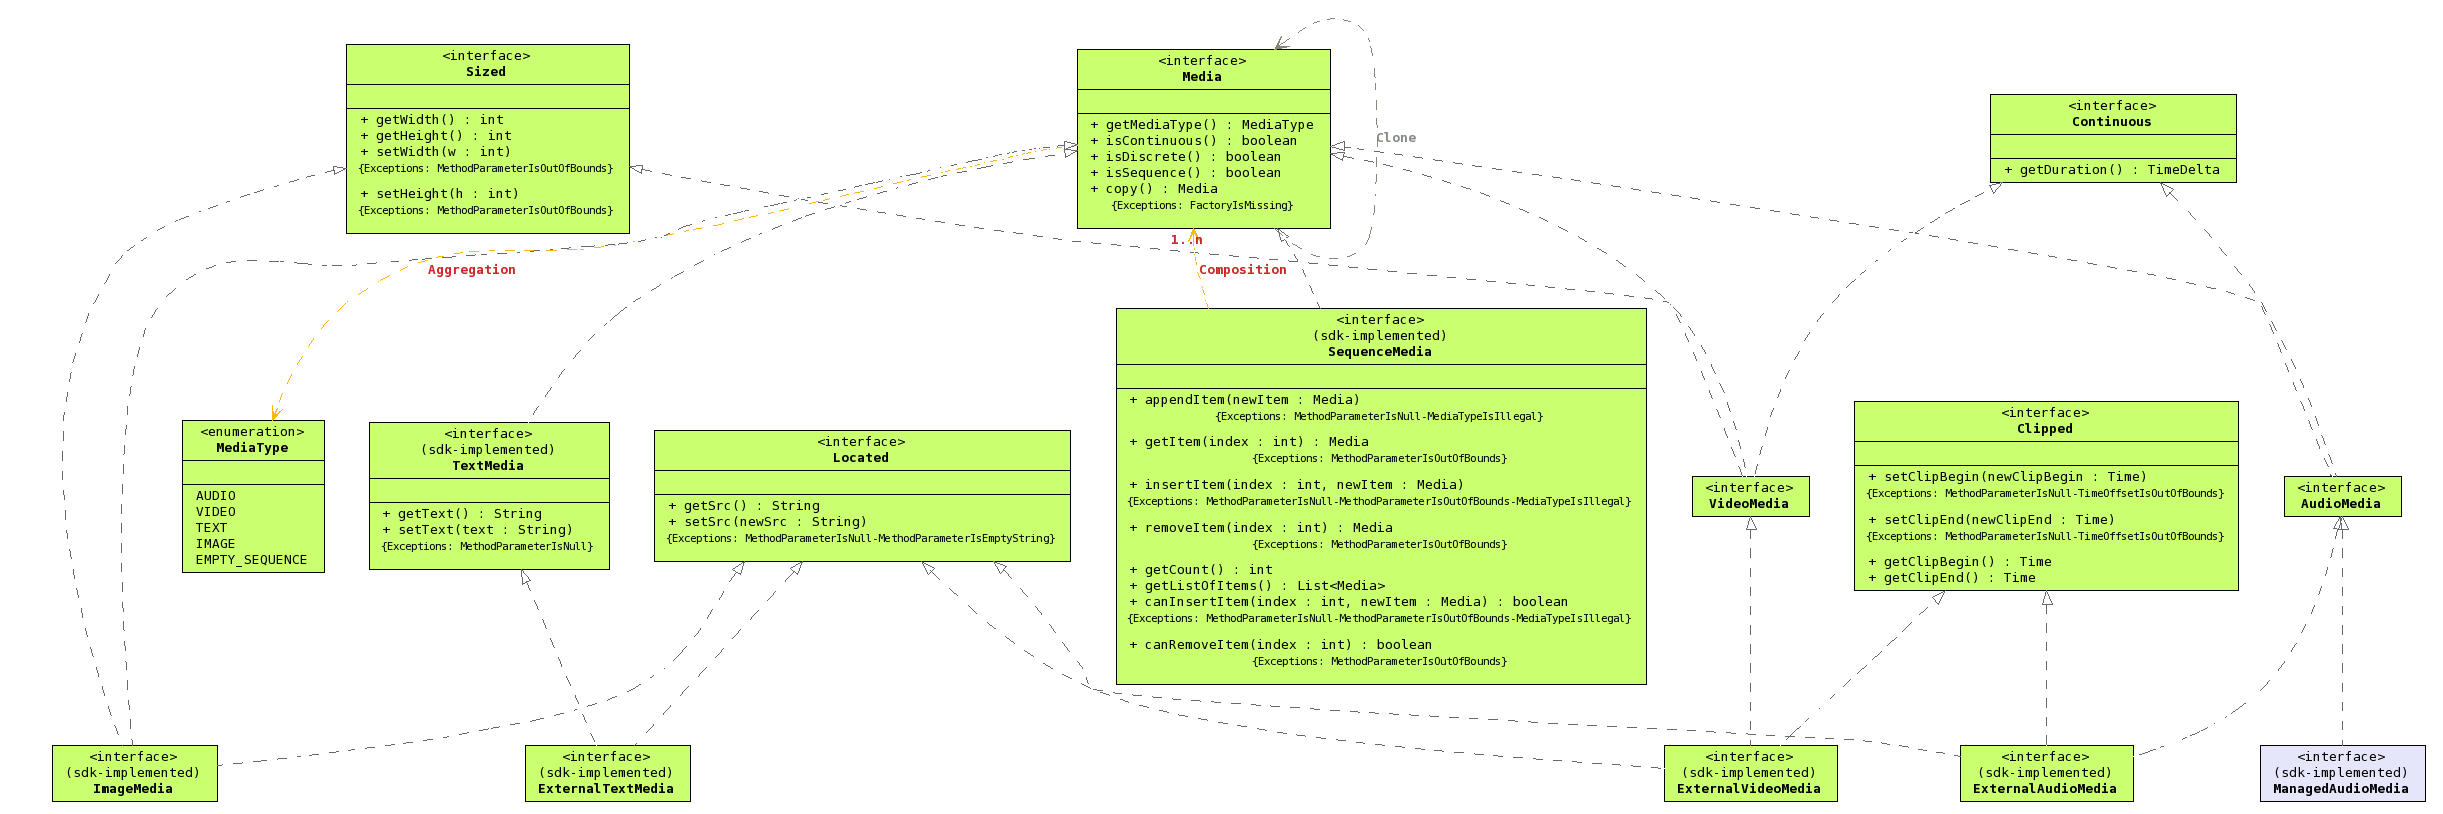 <interface>
Sized
+ getWidth() : int
+ getHeight() : int
+ setWidth(w : int)
{Exceptions: MethodParameterIsOutOfBounds}
+ setHeight(h : int)
{Exceptions: MethodParameterIsOutOfBounds}
<interface>
Media
+ getMediaType() : MediaType
+ isContinuous() : boolean
+ isDiscrete() : boolean
+ isSequence() : boolean
+ copy() : Media
{Exceptions: FactoryIsMissing}
Clone
<interface>
Continuous
+ getDuration() : TimeDelta
1..n
Aggregation
Composition
<enumeration>
MediaType
AUDIO
VIDEO
TEXT
IMAGE
EMPTY_SEQUENCE
<interface>
(sdk-implemented)
TextMedia
+ getText() : String
+ setText(text : String)
{Exceptions: MethodParameterIsNull}
<interface>
Located
+ getSrc() : String
+ setSrc(newSrc : String)
{Exceptions: MethodParameterIsNull-MethodParameterIsEmptyString}
<interface>
(sdk-implemented)
SequenceMedia
+ appendItem(newItem : Media)
{Exceptions: MethodParameterIsNull-MediaTypeIsIllegal}
+ getItem(index : int) : Media
{Exceptions: MethodParameterIsOutOfBounds}
+ insertItem(index : int, newItem : Media)
{Exceptions: MethodParameterIsNull-MethodParameterIsOutOfBounds-MediaTypeIsIllegal}
+ removeItem(index : int) : Media
{Exceptions: MethodParameterIsOutOfBounds}
+ getCount() : int
+ getListOfItems() : List<Media>
+ canInsertItem(index : int, newItem : Media) : boolean
{Exceptions: MethodParameterIsNull-MethodParameterIsOutOfBounds-MediaTypeIsIllegal}
+ canRemoveItem(index : int) : boolean
{Exceptions: MethodParameterIsOutOfBounds}
<interface>
VideoMedia
<interface>
Clipped
+ setClipBegin(newClipBegin : Time)
{Exceptions: MethodParameterIsNull-TimeOffsetIsOutOfBounds}
+ setClipEnd(newClipEnd : Time)
{Exceptions: MethodParameterIsNull-TimeOffsetIsOutOfBounds}
+ getClipBegin() : Time
+ getClipEnd() : Time
<interface>
AudioMedia
<interface>
(sdk-implemented)
ImageMedia
<interface>
(sdk-implemented)
ExternalTextMedia
<interface>
(sdk-implemented)
ExternalVideoMedia
<interface>
(sdk-implemented)
ExternalAudioMedia
<interface>
(sdk-implemented)
ManagedAudioMedia